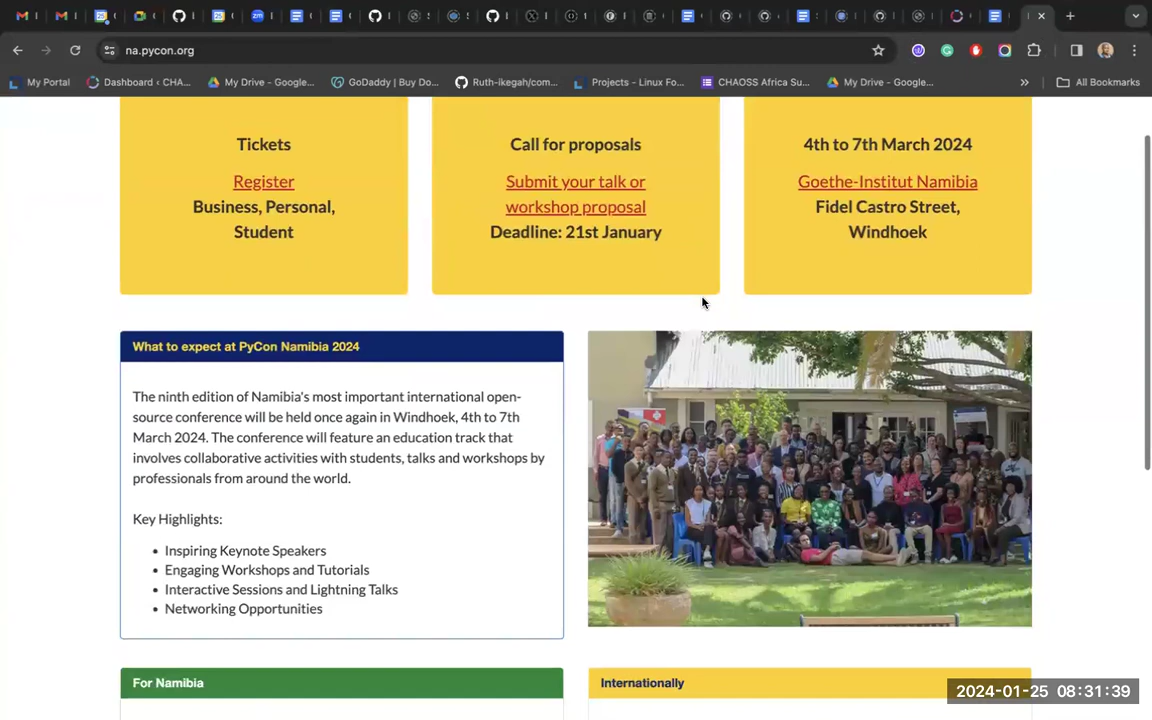 na.pycon.org
My Portal
Dashboard ‹ CHA...
My Drive - Google...
GoDaddy | Buy Do...
Ruth-ikegah/com...
Projects - Linux Fo...
CHAOSS Africa Su...
My Drive - Google...
All Bookmarks
Tickets
Register
Business, Personal,
Student
Call for proposals
Submit your talk or
workshop proposal
Deadline: 21st January
4th to 7th March 2024
Goethe-Institut Namibia
Fidel Castro Street,
Windhoek
What to expect at PyCon Namibia 2024
The ninth edition of Namibia's most important international open-
source conference will be held once again in Windhoek, 4th to 7th
March 2024. The conference will feature an education track that
involves collaborative activities with students, talks and workshops by
professionals from around the world.
Key Highlights:
Inspiring Keynote Speakers
Engaging Workshops and Tutorials
Interactive Sessions and Lightning Talks
Networking Opportunities
For Namibia
Internationally
2024-01-25 08:31:39